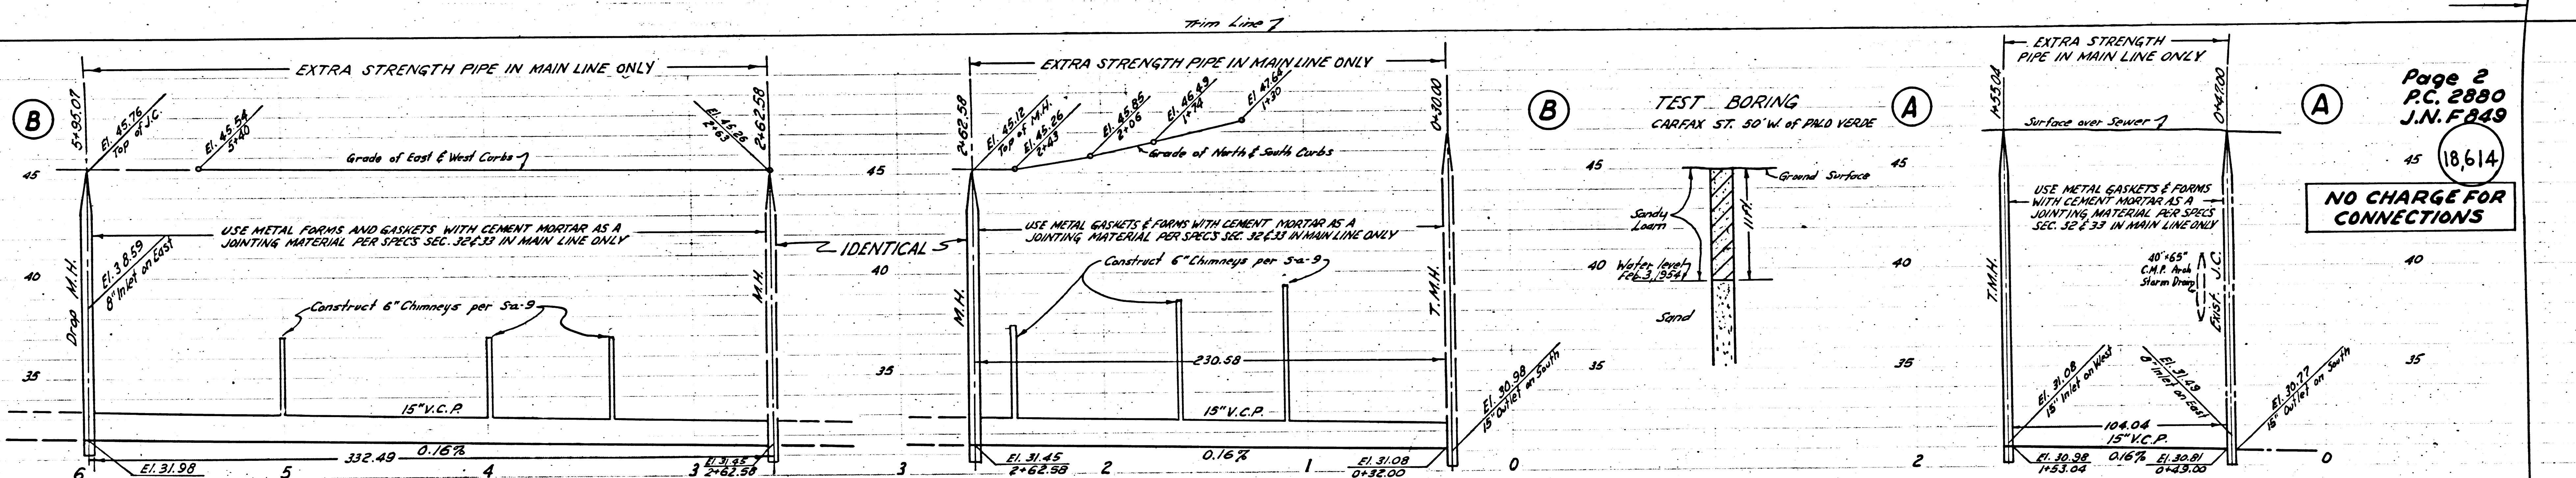 Trim Line
EXTRA STRENGTH PIPE IN MAIN LINE ONLY
B
5+95.07
El. 45.76
Top of J.C.
El. 45.54
5+40
El. 45.26
2+63
2+62.58
Grade of East & West Curbs
45
USE METAL FORMS AND GASKETS WITH CEMENT MORTAR AS A
JOINTING MATERIAL PER SPECS SEC. 32 & 33 IN MAIN LINE ONLY
El. 38.59
8" Inlet on East
40
Drop M.H.
M.H.
Construct 6" Chimneys per S-a-9
35
15" V.C.P.
0.16%
332.49
El. 31.98
El. 31.45
2+62.58
6
5
4
3
IDENTICAL
EXTRA STRENGTH PIPE IN MAIN LINE ONLY
2+62.58
El. 45.12
Top of M.H.
El. 45.26
2+43
El. 45.85
2+06
El. 46.49
1+74
El. 47.64
1+30
0+30.00
Grade of North & South Curbs
45
USE METAL GASKETS & FORMS WITH CEMENT MORTAR AS A
JOINTING MATERIAL PER SPECS SEC. 32 & 33 IN MAIN LINE ONLY
40
Construct 6" Chimneys per S-a-9
M.H.
T.M.H.
35
230.58
15" V.C.P.
0.16%
El. 31.45
2+62.58
El. 31.08
0+32.00
El. 30.98
15" Outlet on South
3
2
1
0
B
TEST BORING
CARFAX ST. 50' W. of PALO VERDE
45
Ground Surface
Sandy
Loam
11 Ft.
40
Water level
Feb. 3, 1954
Sand
35
A
45
40
35
EXTRA STRENGTH
PIPE IN MAIN LINE ONLY
1+55.04
0+47.00
Surface over Sewer
USE METAL GASKETS & FORMS
WITH CEMENT MORTAR AS A
JOINTING MATERIAL PER SPECS
SEC. 32 & 33 IN MAIN LINE ONLY
40"+65"
C.M.P. Arch
Storm Drain
T.M.H.
Exist. J.C.
El. 31.08
15" Inlet on West
El. 31.49
8" Inlet on East
104.04
15" V.C.P.
0.16%
El. 30.98
1+53.04
El. 30.81
0+49.00
El. 30.77
15" Outlet on South
2
0
A
Page 2
P.C. 2880
J.N. F849
45
18,614
NO CHARGE FOR
CONNECTIONS
40
35